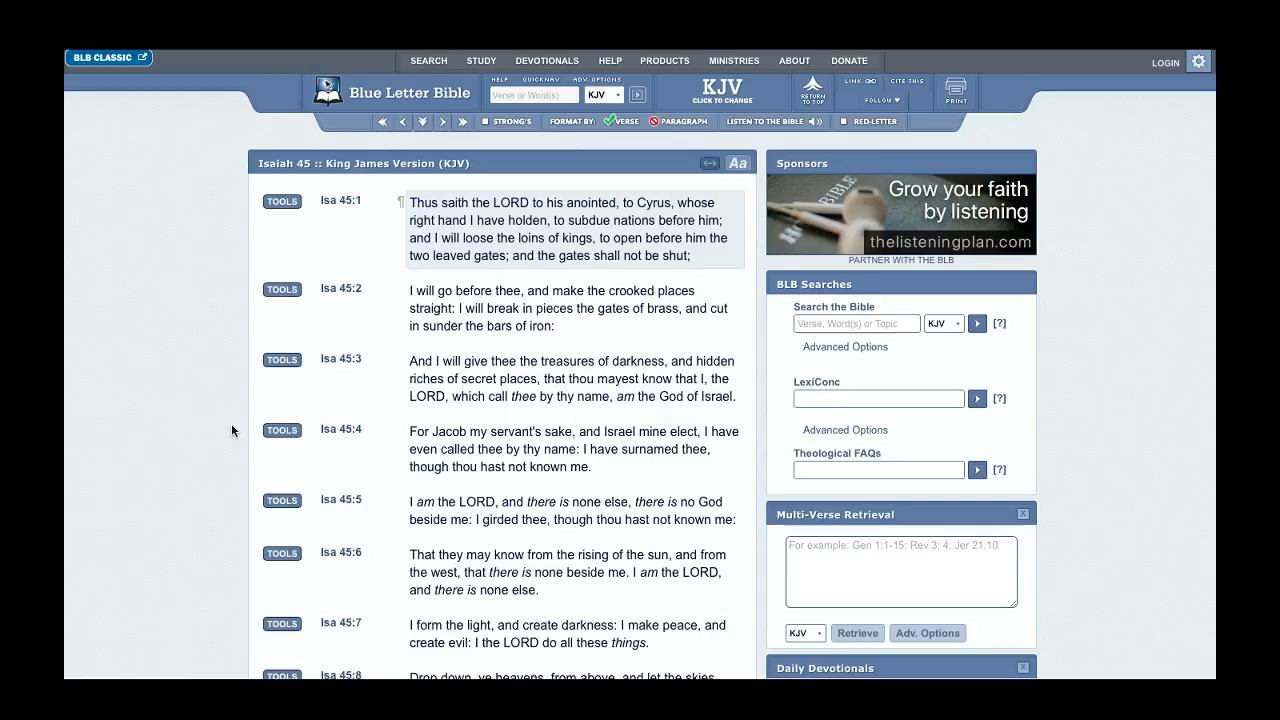 BLB CLASSIC
SEARCH STUDY DEVOTIONALS HELP PRODUCTS MINISTRIES ABOUT DONATE
LOGIN
Blue Letter Bible
HELP QUICKNAV ADV. OPTIONS
Verse or Word(s) KJV
KJV
CLICK TO CHANGE
RETURN
TO TOP
LINK CITE THIS
FOLLOW
PRINT
STRONG'S FORMAT BY: VERSE PARAGRAPH LISTEN TO THE BIBLE RED-LETTER
Isaiah 45 :: King James Version (KJV)
Aa
TOOLS Isa 45:1 ¶ Thus saith the LORD to his anointed, to Cyrus, whose
right hand I have holden, to subdue nations before him;
and I will loose the loins of kings, to open before him the
two leaved gates; and the gates shall not be shut;
TOOLS Isa 45:2 I will go before thee, and make the crooked places
straight: I will break in pieces the gates of brass, and cut
in sunder the bars of iron:
TOOLS Isa 45:3 And I will give thee the treasures of darkness, and hidden
riches of secret places, that thou mayest know that I, the
LORD, which call thee by thy name, am the God of Israel.
TOOLS Isa 45:4 For Jacob my servant's sake, and Israel mine elect, I have
even called thee by thy name: I have surnamed thee,
though thou hast not known me.
TOOLS Isa 45:5 I am the LORD, and there is none else, there is no God
beside me: I girded thee, though thou hast not known me:
TOOLS Isa 45:6 That they may know from the rising of the sun, and from
the west, that there is none beside me. I am the LORD,
and there is none else.
TOOLS Isa 45:7 I form the light, and create darkness: I make peace, and
create evil: I the LORD do all these things.
TOOLS Isa 45:8 Drop down, ye heavens, from above, and let the skies
Sponsors
BIBLE
Grow your faith
by listening
thelisteningplan.com
PARTNER WITH THE BLB
BLB Searches
Search the Bible
Verse, Word(s) or Topic KJV [?]
Advanced Options
LexiConc
[?]
Advanced Options
Theological FAQs
[?]
Multi-Verse Retrieval
For example: Gen 1:1-15; Rev 3; 4; Jer 21:10
KJV Retrieve Adv. Options
Daily Devotionals